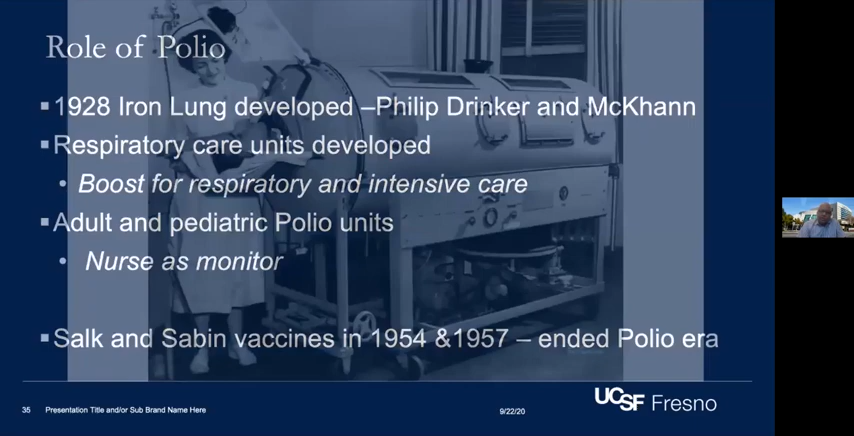 Role of Polio
▪1928 Iron Lung developed –Philip Drinker and McKhann
▪Respiratory care units developed
• Boost for respiratory and intensive care
▪Adult and pediatric Polio units
• Nurse as monitor
▪Salk and Sabin vaccines in 1954 &1957 – ended Polio era
35 Presentation Title and/or Sub Brand Name Here
9/22/20
UCSF Fresno